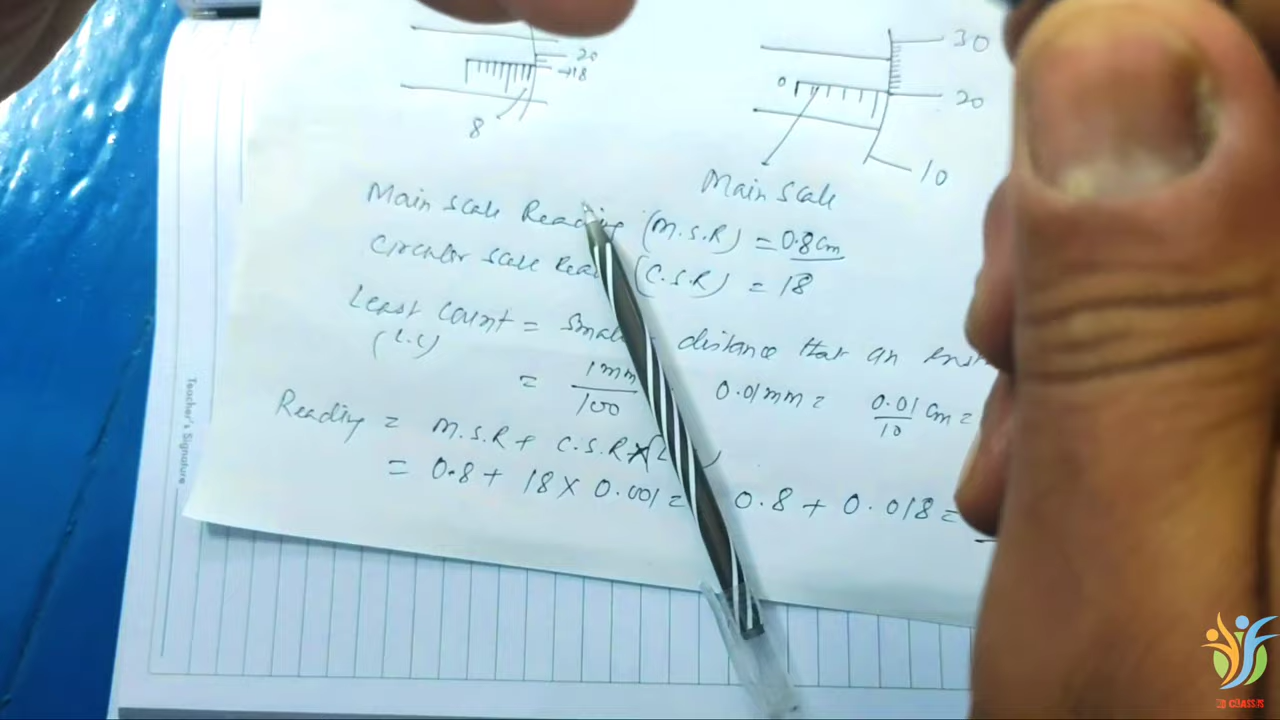 20
→18
8
0
30
20
10
Main Scale
Main scale Reading (M.S.R) = 0.8cm
Circular scale Rea (C.S.R) = 18
Least count = small distance that an
(L.C)
= 1mm/100 0.01mm = 0.01/10 cm =
Reading = M.S.R + C.S.R × (L
= 0.8 + 18 × 0.001 = 0.8 + 0.018 =
Teacher's Signature